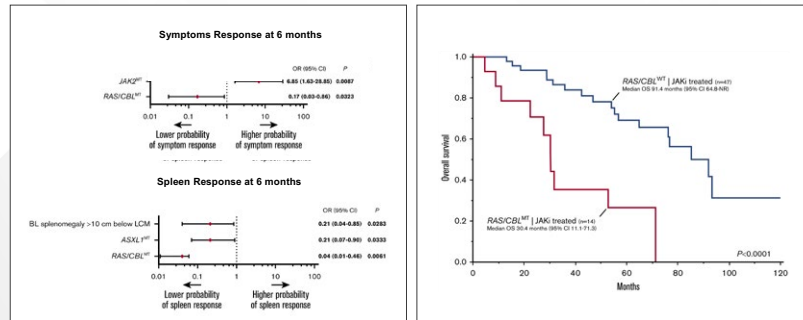 Symptoms Response at 6 months
OR (95% CI) P
JAK2MT 6.85 (1.63-28.85) 0.0087
RAS/CBLMT 0.17 (0.03-0.86) 0.0323
0.01 0.1 1 10 100
Lower probability
of symptom response
Higher probability
of symptom response
Spleen Response at 6 months
OR (95% CI) P
BL splenomegaly >10 cm below LCM 0.21 (0.04-0.85) 0.0283
ASXL1MT 0.21 (0.07-0.90) 0.0333
RAS/CBLMT 0.04 (0.01-0.46) 0.0061
0.01 0.1 1 10 100
Lower probability
of spleen response
Higher probability
of spleen response
1.0
0.8
0.6
0.4
0.2
0.0
Overall survival
RAS/CBLWT | JAKi treated (n=47)
Median OS 91.4 months (95% CI 64.8-NR)
RAS/CBLMT | JAKi treated (n=14)
Median OS 30.4 months (95% CI 11.1-71.3)
P<0.0001
0 20 40 60 80 100 120
Months